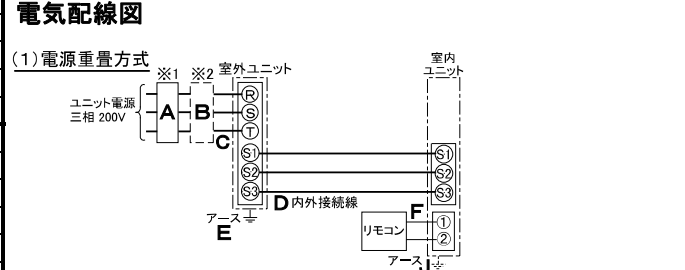 電気配線図
(1)電源重畳方式
※1 ※2 室外ユニット
室内
ユニット
ユニット電源
三相 200V
A B
R
S
T
C
S1 S1
S2 S2
S3 S3
D 内外接続線
アース
E
F
リモコン
①
②
アース J